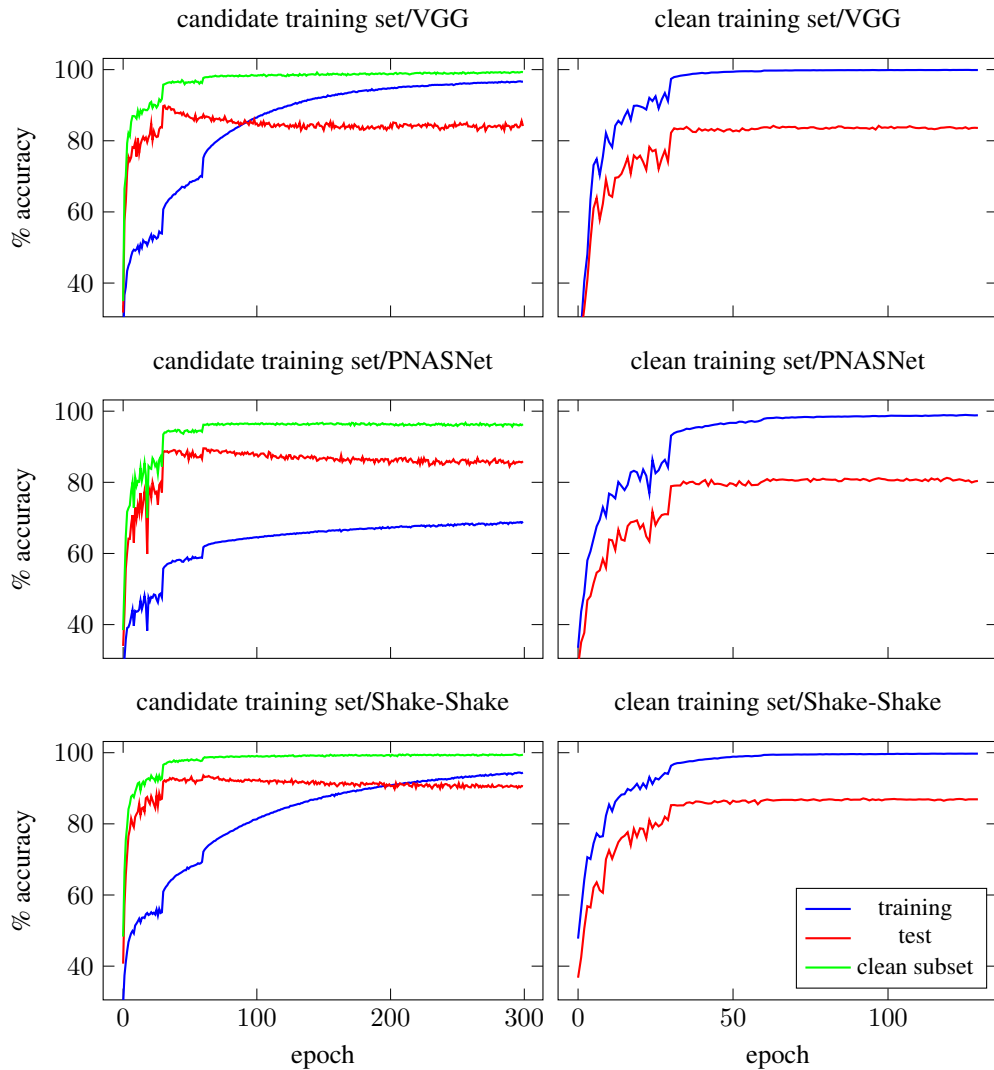 candidate training set/VGG
clean training set/VGG
100
80
60
40
% accuracy
candidate training set/PNASNet
clean training set/PNASNet
100
80
60
40
% accuracy
candidate training set/Shake-Shake
clean training set/Shake-Shake
100
80
60
40
% accuracy
training
test
clean subset
0 100 200 300
0 50 100
epoch
epoch